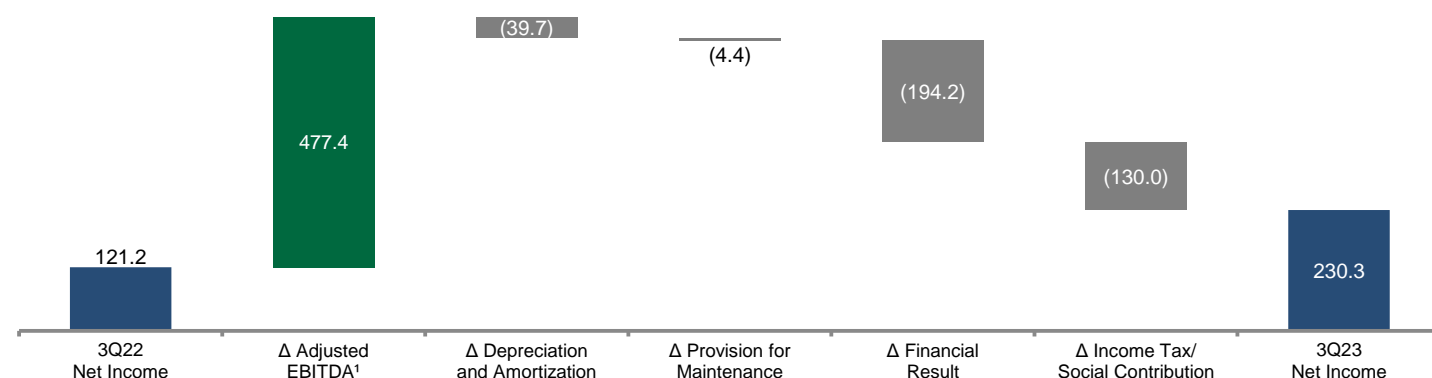 (39.7)
(4.4)
(194.2)
477.4
(130.0)
121.2
230.3
3Q22
Net Income
Δ Adjusted
EBITDA¹
Δ Depreciation
and Amortization
Δ Provision for
Maintenance
Δ Financial
Result
Δ Income Tax/
Social Contribution
3Q23
Net Income